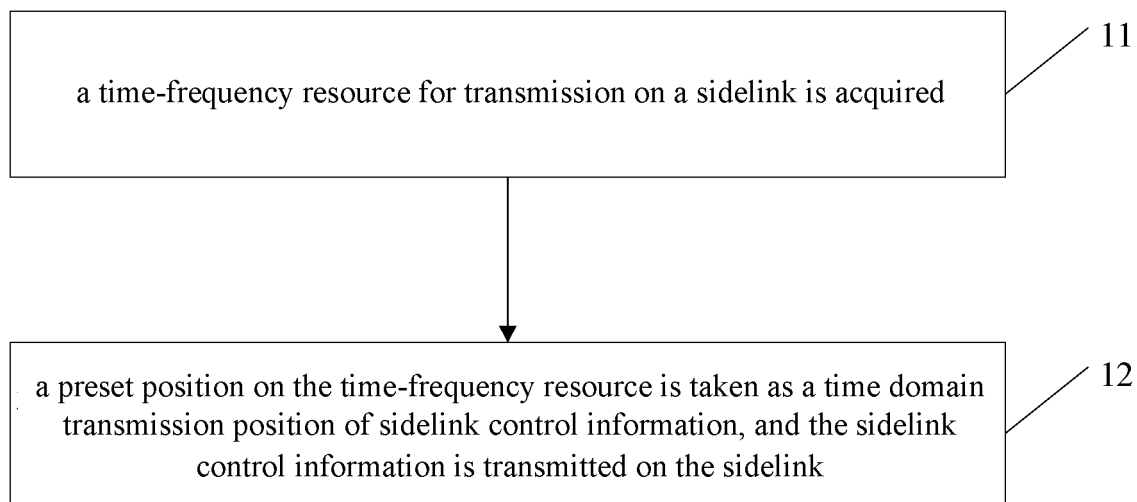 a time-frequency resource for transmission on a sidelink is acquired
11
a preset position on the time-frequency resource is taken as a time domain
transmission position of sidelink control information, and the sidelink
control information is transmitted on the sidelink
12